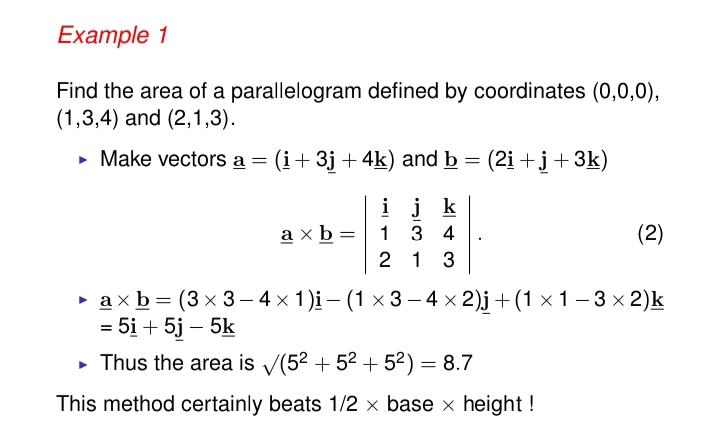 Example 1
Find the area of a parallelogram defined by coordinates (0,0,0),
(1,3,4) and (2,1,3).
▸ Make vectors a = (i + 3j + 4k) and b = (2i + j + 3k)
i j k
a × b = | 1 3 4 | . (2)
2 1 3
▸ a × b = (3 × 3 − 4 × 1)i − (1 × 3 − 4 × 2)j + (1 × 1 − 3 × 2)k
= 5i + 5j − 5k
▸ Thus the area is √(5² + 5² + 5²) = 8.7
This method certainly beats 1/2 × base × height !